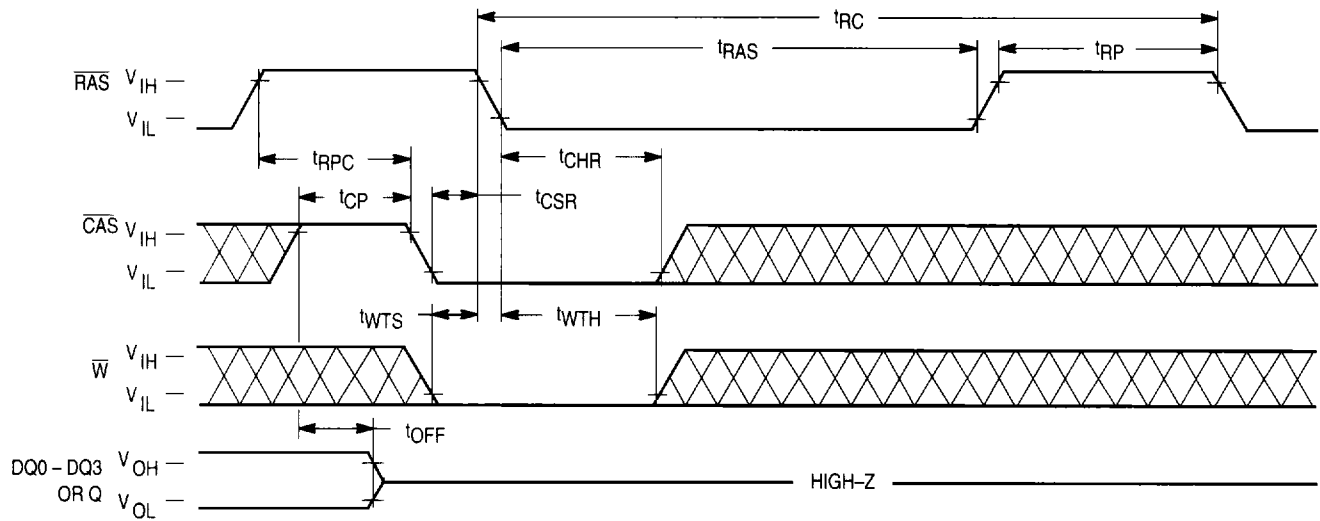 tRC
tRAS
tRP
RAS VIH
VIL
tRPC
tCHR
tCP
tCSR
CAS VIH
VIL
tWTS
tWTH
W VIH
VIL
tOFF
DQ0 – DQ3 VOH
OR Q
VOL
HIGH–Z